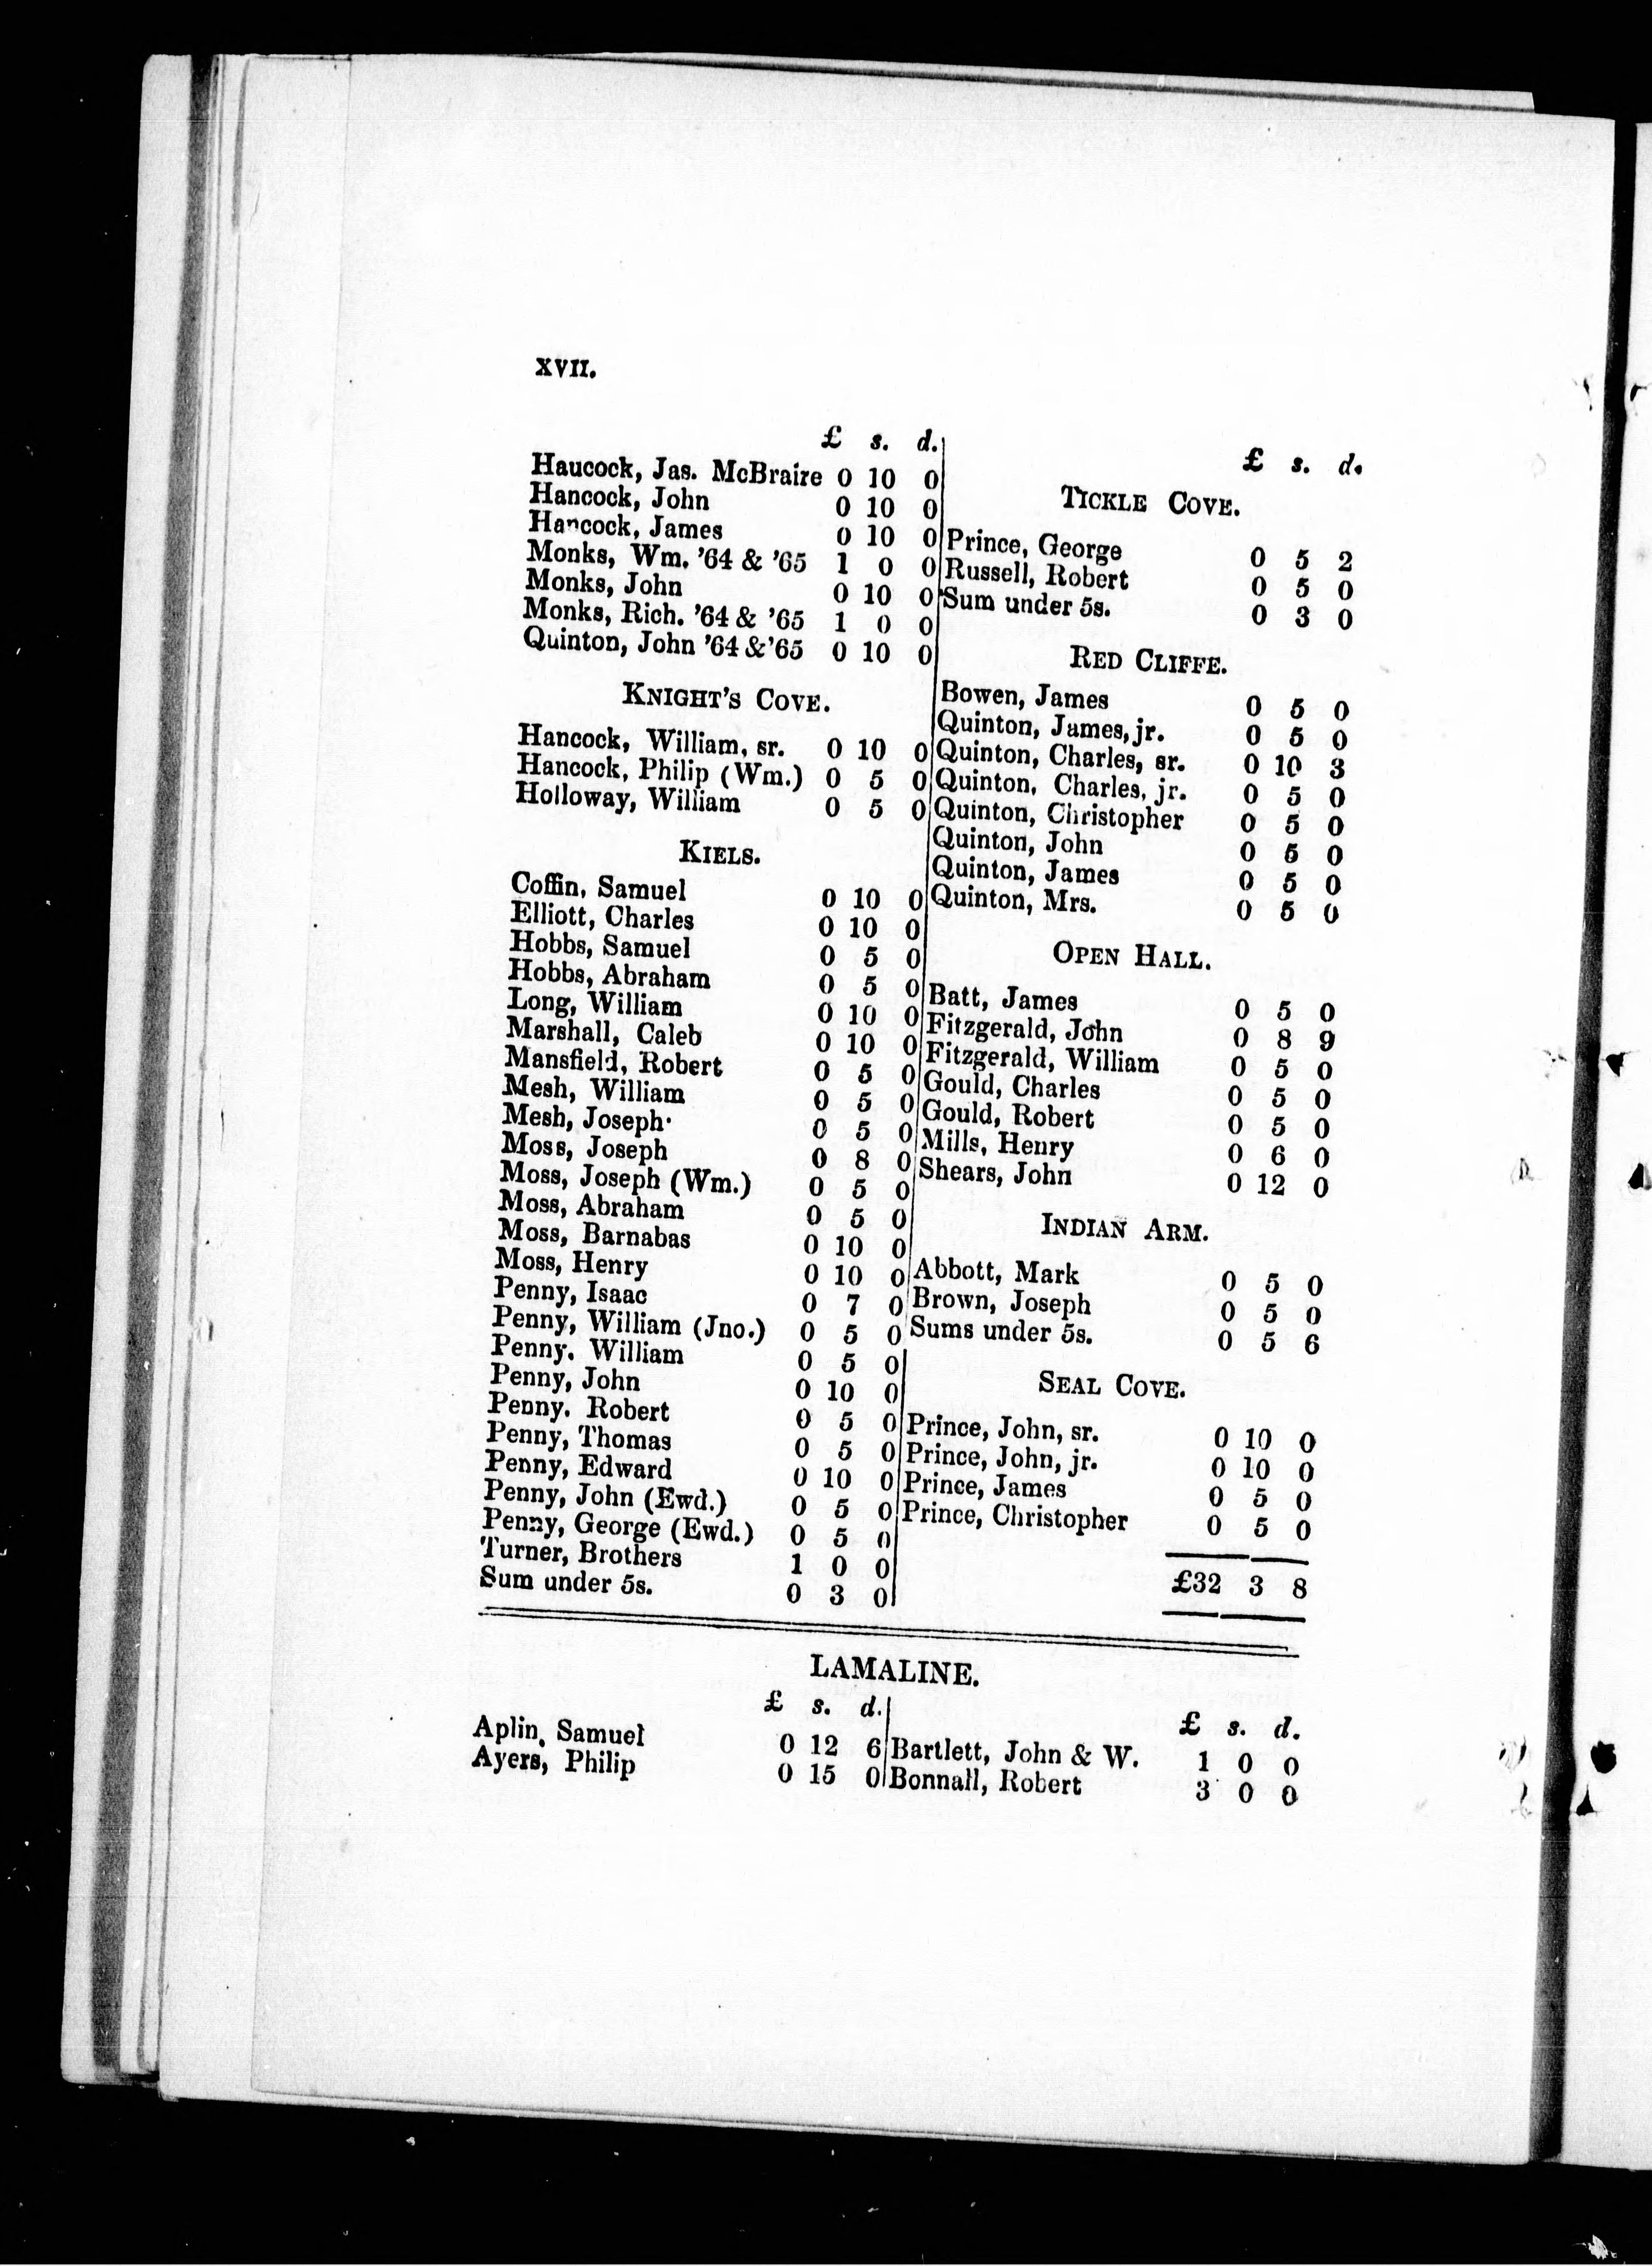 XVII.
£ s. d.
Haucock, Jas. McBraire 0 10 0
Hancock, John 0 10 0
Hancock, James 0 10 0
Monks, Wm. '64 & '65 1 0 0
Monks, John 0 10 0
Monks, Rich. '64 & '65 1 0 0
Quinton, John '64 & '65 0 10 0
KNIGHT'S COVE.
Hancock, William, sr. 0 10 0
Hancock, Philip (Wm.) 0 5 0
Holloway, William 0 5 0
KIELS.
Coffin, Samuel 0 10 0
Elliott, Charles 0 10 0
Hobbs, Samuel 0 5 0
Hobbs, Abraham 0 5 0
Long, William 0 10 0
Marshall, Caleb 0 10 0
Mansfield, Robert 0 5 0
Mesh, William 0 5 0
Mesh, Joseph 0 5 0
Moss, Joseph 0 8 0
Moss, Joseph (Wm.) 0 5 0
Moss, Abraham 0 5 0
Moss, Barnabas 0 10 0
Moss, Henry 0 10 0
Penny, Isaac 0 7 0
Penny, William (Jno.) 0 5 0
Penny. William 0 5 0
Penny, John 0 10 0
Penny. Robert 0 5 0
Penny, Thomas 0 5 0
Penny, Edward 0 10 0
Penny, John (Ewd.) 0 5 0
Penny, George (Ewd.) 0 5 0
Turner, Brothers 1 0 0
Sum under 5s. 0 3 0
£ s. d.
TICKLE COVE.
Prince, George 0 5 2
Russell, Robert 0 5 0
Sum under 5s. 0 3 0
RED CLIFFE.
Bowen, James 0 5 0
Quinton, James, jr. 0 5 0
Quinton, Charles, sr. 0 10 3
Quinton, Charles, jr. 0 5 0
Quinton, Christopher 0 5 0
Quinton, John 0 5 0
Quinton, James 0 5 0
Quinton, Mrs. 0 5 0
OPEN HALL.
Batt, James 0 5 0
Fitzgerald, John 0 8 9
Fitzgerald, William 0 5 0
Gould, Charles 0 5 0
Gould, Robert 0 5 0
Mills, Henry 0 6 0
Shears, John 0 12 0
INDIAN ARM.
Abbott, Mark 0 5 0
Brown, Joseph 0 5 0
Sums under 5s. 0 5 6
SEAL COVE.
Prince, John, sr. 0 10 0
Prince, John, jr. 0 10 0
Prince, James 0 5 0
Prince, Christopher 0 5 0
£32 3 8
LAMALINE.
£ s. d.
Aplin, Samuel 0 12 6
Ayers, Philip 0 15 0
£ s. d.
Bartlett, John & W. 1 0 0
Bonnall, Robert 3 0 0